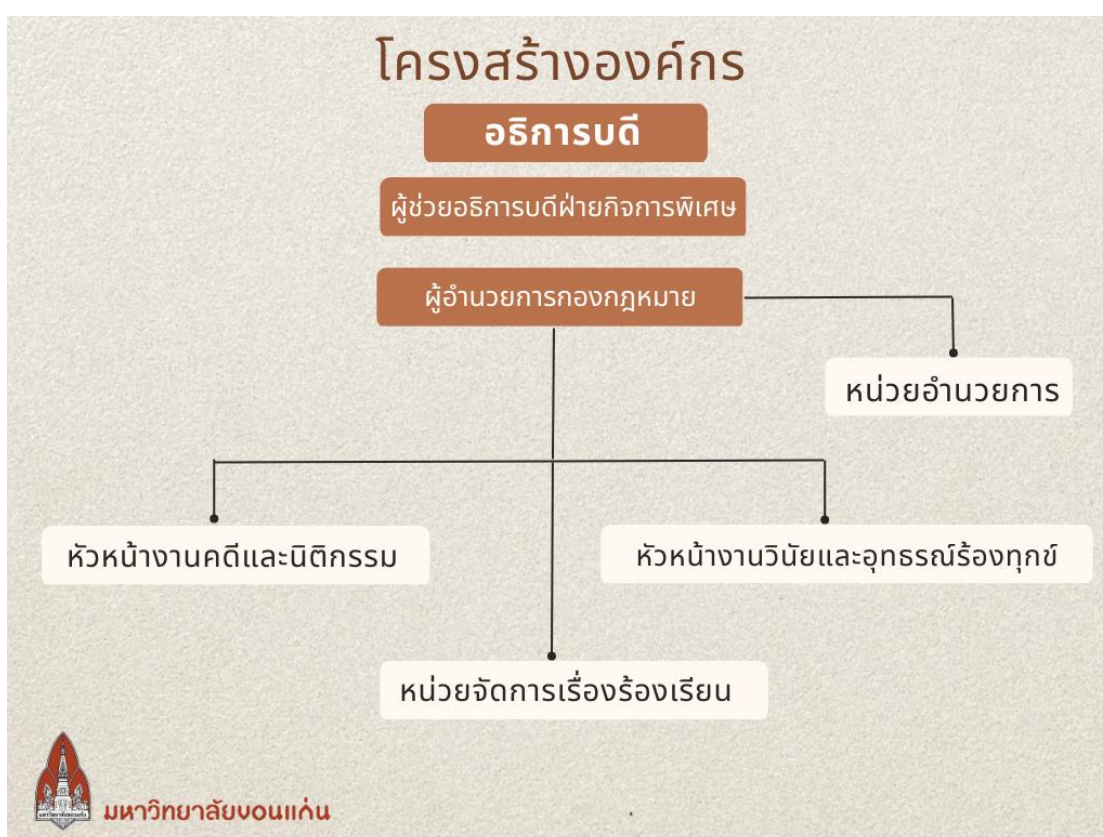 โครงสร้างองค์กร
อธิการบดี
ผู้ช่วยอธิการบดีฝ่ายกิจการพิเศษ
ผู้อำนวยการกองกฎหมาย
หน่วยอำนวยการ
หัวหน้างานคดีและนิติกรรม
หัวหน้างานวินัยและอุทธรณ์ร้องทุกข์
หน่วยจัดการเรื่องร้องเรียน
มหาวิทยาลัยขอนแก่น